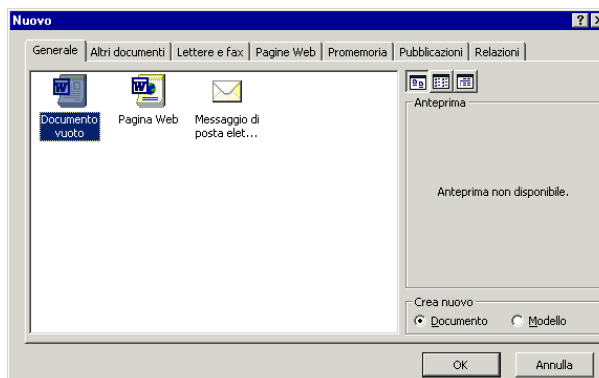 Nuovo
Generale Altri documenti Lettere e fax Pagine Web Promemoria Pubblicazioni Relazioni
Documento vuoto
Pagina Web
Messaggio di
posta elet...
Anteprima
Anteprima non disponibile.
Crea nuovo
Documento Modello
OK Annulla